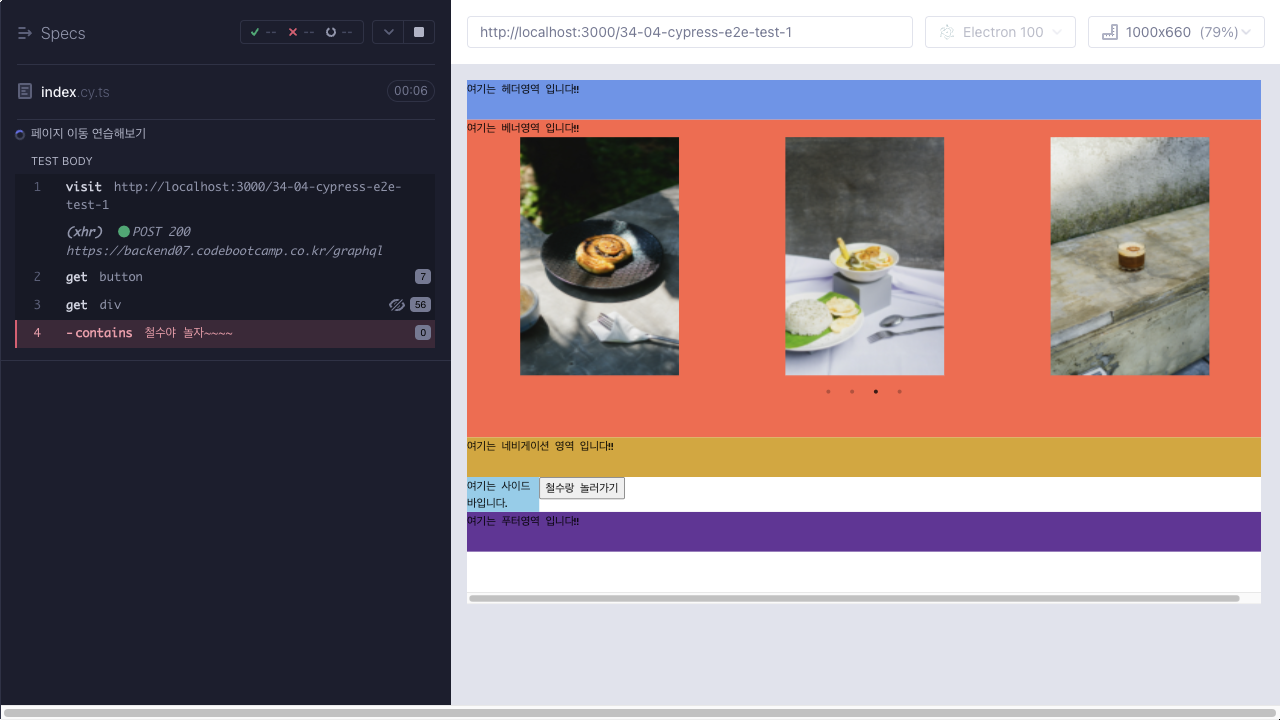 Specs
-- -- --
index.cy.ts
00:06
페이지 이동 연습해보기
TEST BODY
1 visit http://localhost:3000/34-04-cypress-e2e-
test-1
(xhr) POST 200
https://backend07.codebootcamp.co.kr/graphql
2 get button 7
3 get div 56
4 -contains 철수야 놀자~~~~ 0
http://localhost:3000/34-04-cypress-e2e-test-1
Electron 100
1000x660 (79%)
여기는 헤더영역 입니다!!
여기는 베너영역 입니다!!
여기는 네비게이션 영역 입니다!!
여기는 사이드
바입니다.
철수랑 놀러가기
여기는 푸터영역 입니다!!